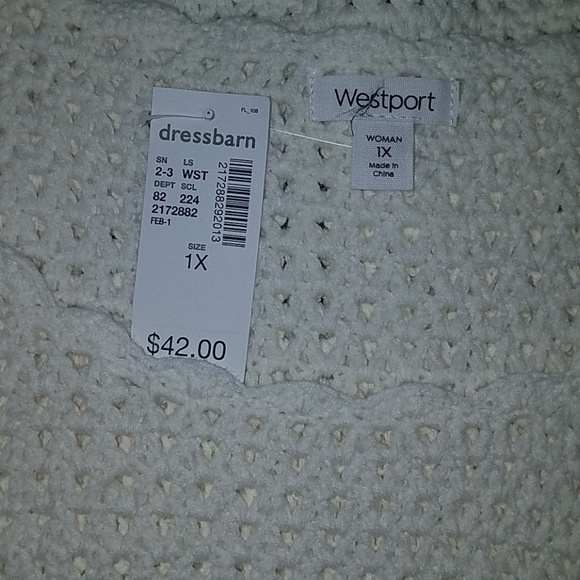 FL_108
dressbarn
SN LS
2-3 WST
DEPT SCL
82 224
2172882
FEB-1
217288292013
SIZE
1X
$42.00
Westport
WOMAN
1X
Made in
China